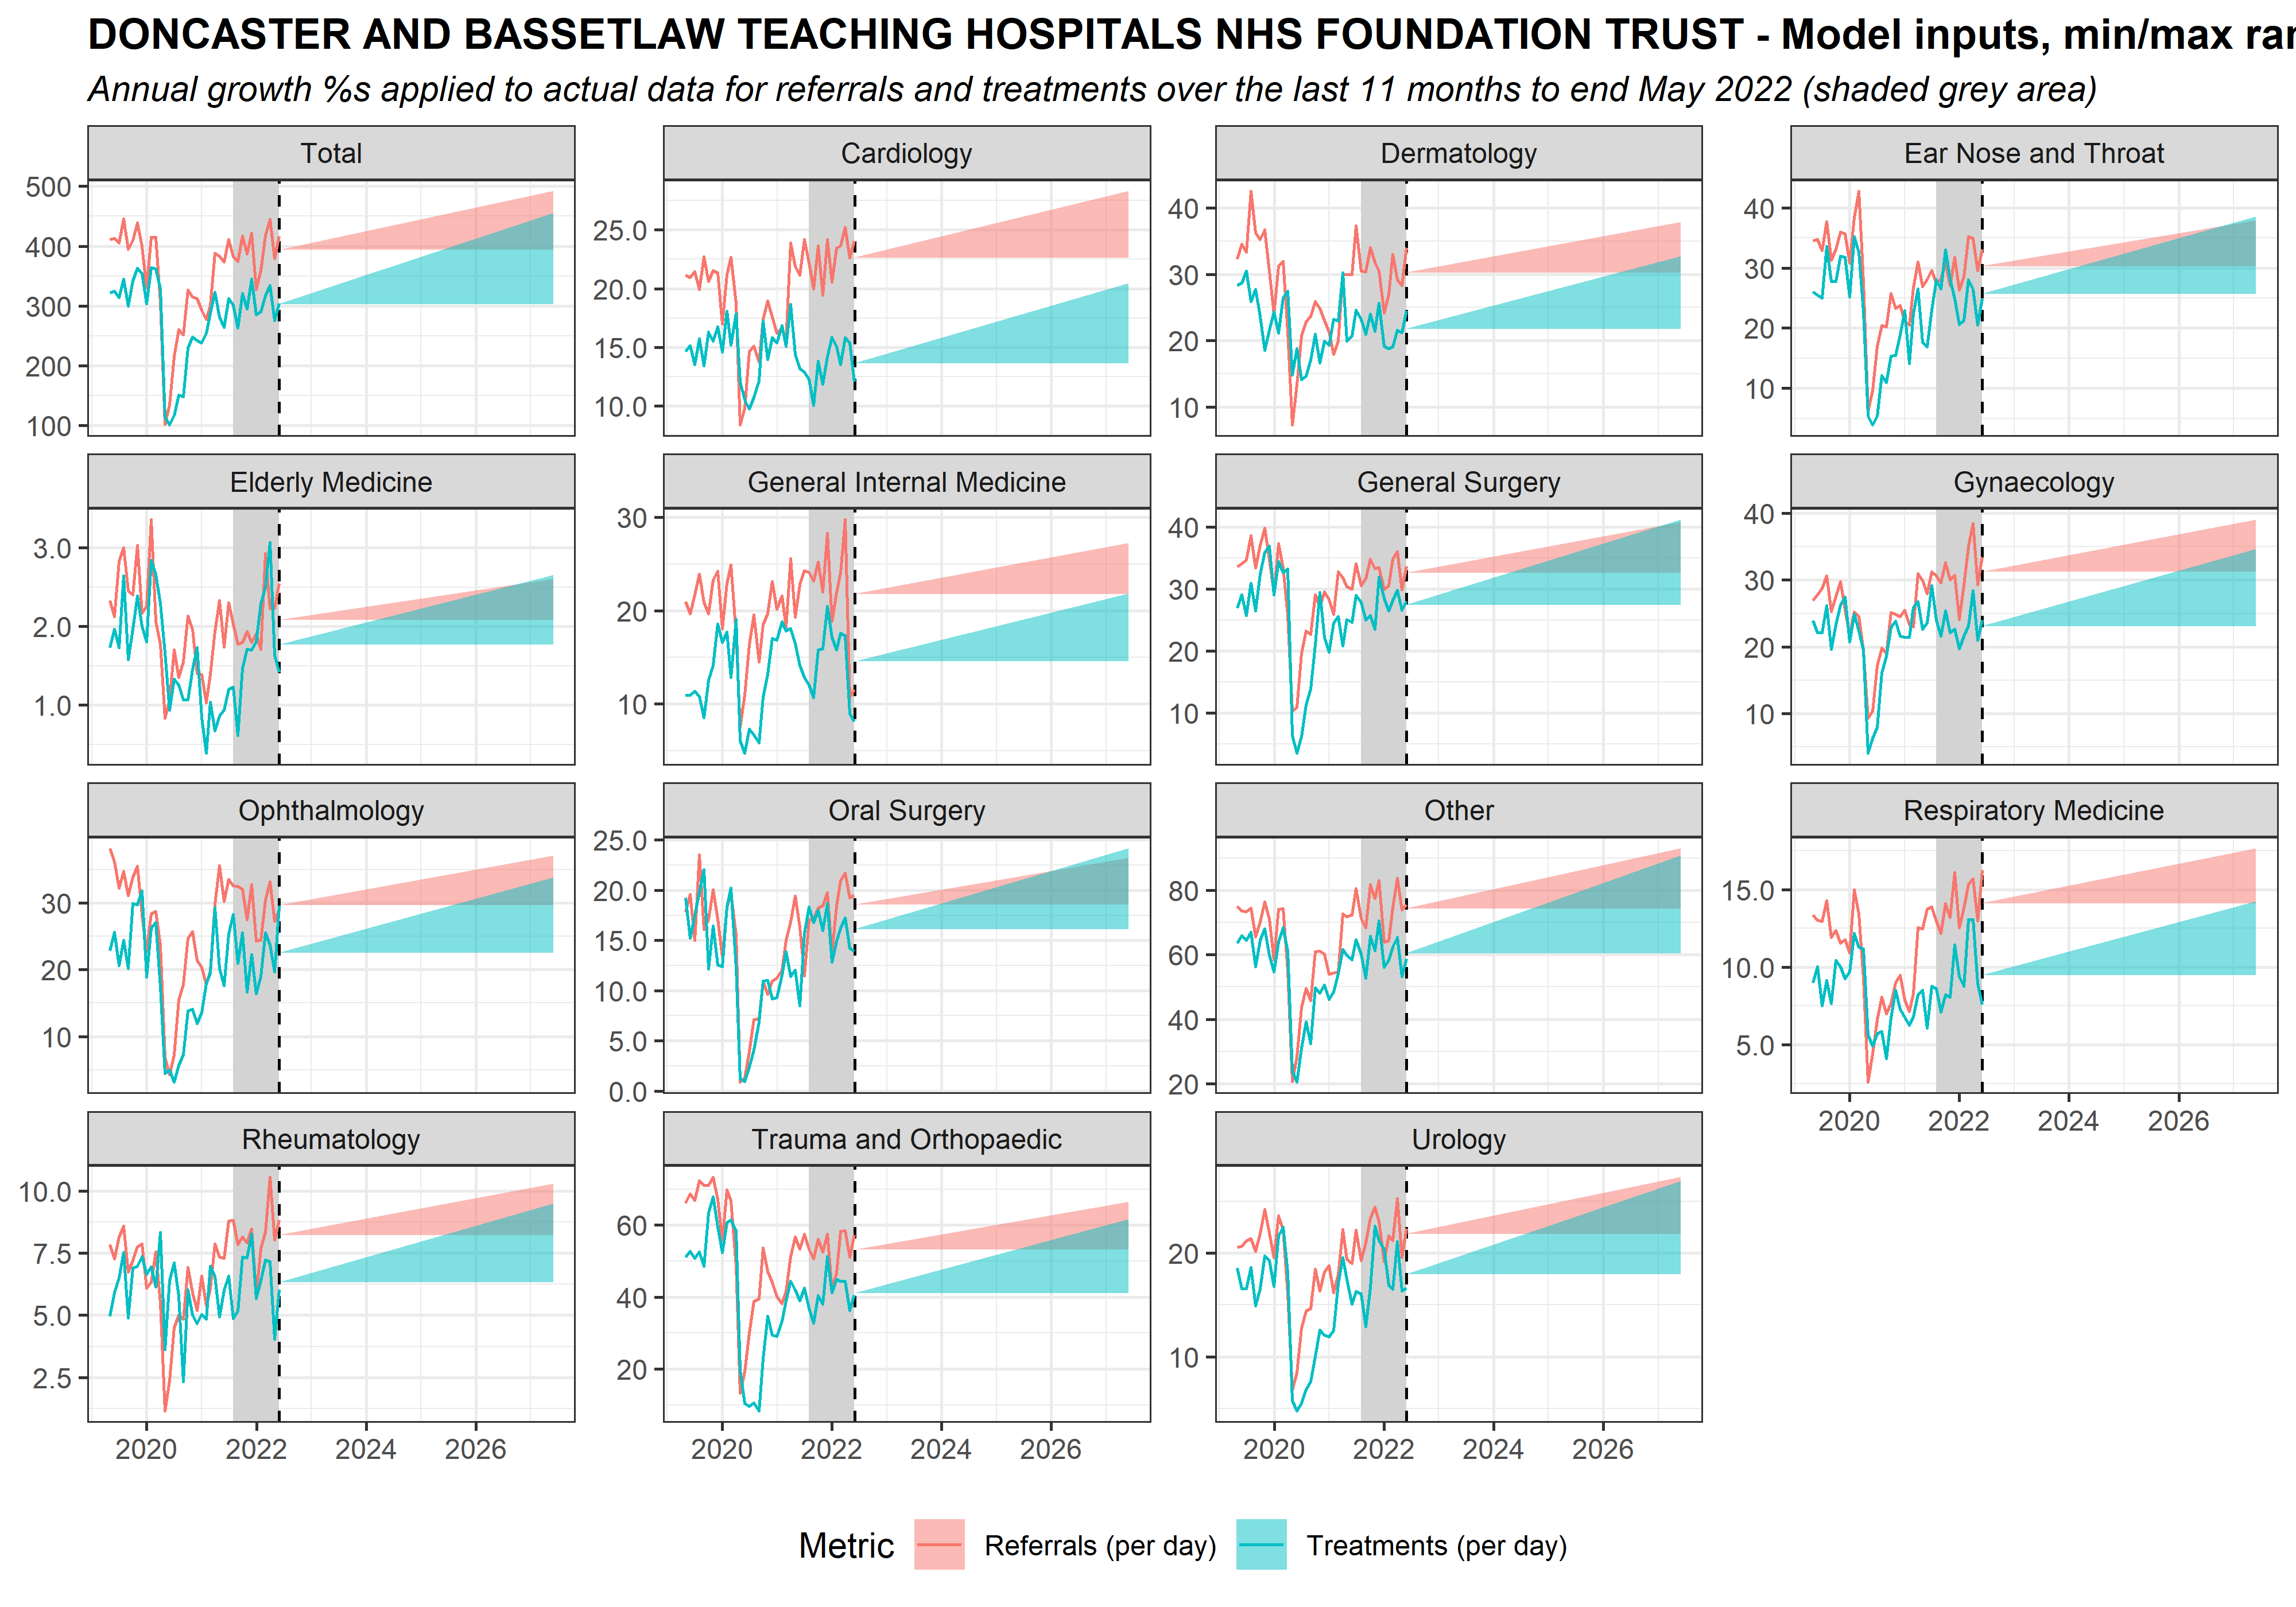 DONCASTER AND BASSETLAW TEACHING HOSPITALS NHS FOUNDATION TRUST - Model inputs, min/max
Annual growth %s applied to actual data for referrals and treatments over the last 11 months to end May 2022 (shaded grey area)
Total
Cardiology
Dermatology
Ear Nose and Throat
500
400
300
200
100
25.0
20.0
15.0
10.0
40
30
20
10
40
30
20
10
Elderly Medicine
General Internal Medicine
General Surgery
Gynaecology
3.0
2.0
1.0
30
20
10
40
30
20
10
40
30
20
10
Ophthalmology
Oral Surgery
Other
Respiratory Medicine
30
20
10
25.0
20.0
15.0
10.0
5.0
0.0
80
60
40
20
15.0
10.0
5.0
2020 2022 2024 2026
Rheumatology
Trauma and Orthopaedic
Urology
10.0
7.5
5.0
2.5
60
40
20
20
10
2020 2022 2024 2026
2020 2022 2024 2026
2020 2022 2024 2026
Metric Referrals (per day) Treatments (per day)